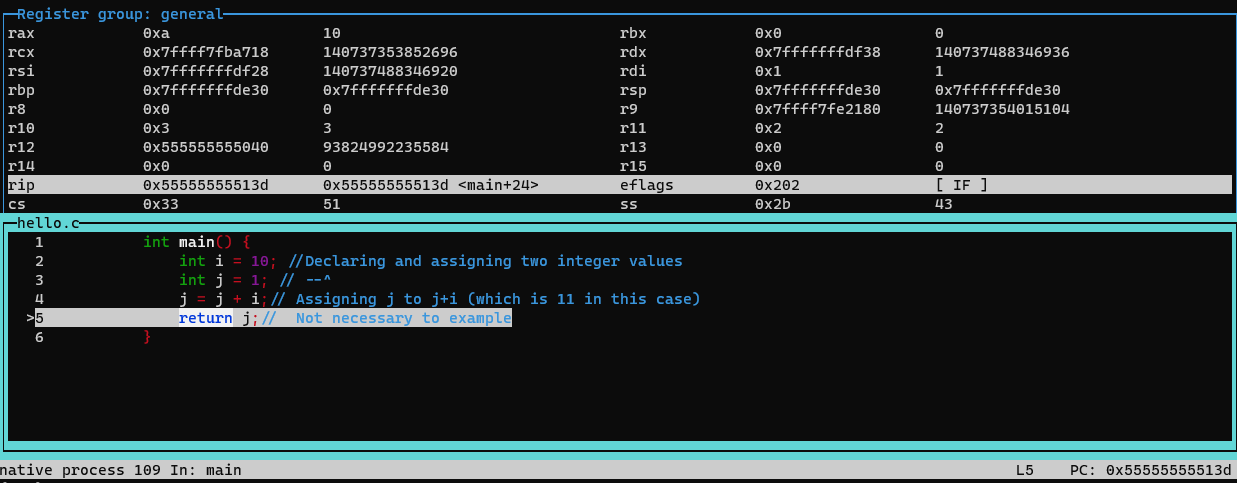 Register group: general
rax 0xa 10 rbx 0x0 0
rcx 0x7ffff7fba718 140737353852696 rdx 0x7fffffffdf38 140737488346936
rsi 0x7fffffffdf28 140737488346920 rdi 0x1 1
rbp 0x7fffffffde30 0x7fffffffde30 rsp 0x7fffffffde30 0x7fffffffde30
r8 0x0 0 r9 0x7ffff7fe2180 140737354015104
r10 0x3 3 r11 0x2 2
r12 0x555555555040 93824992235584 r13 0x0 0
r14 0x0 0 r15 0x0 0
rip 0x55555555513d 0x55555555513d <main+24> eflags 0x202 [ IF ]
cs 0x33 51 ss 0x2b 43
hello.c
1 int main() {
2 int i = 10; //Declaring and assigning two integer values
3 int j = 1; // --^
4 j = j + i;// Assigning j to j+i (which is 11 in this case)
>5 return j;// Not necessary to example
6 }
native process 109 In: main L5 PC: 0x55555555513d